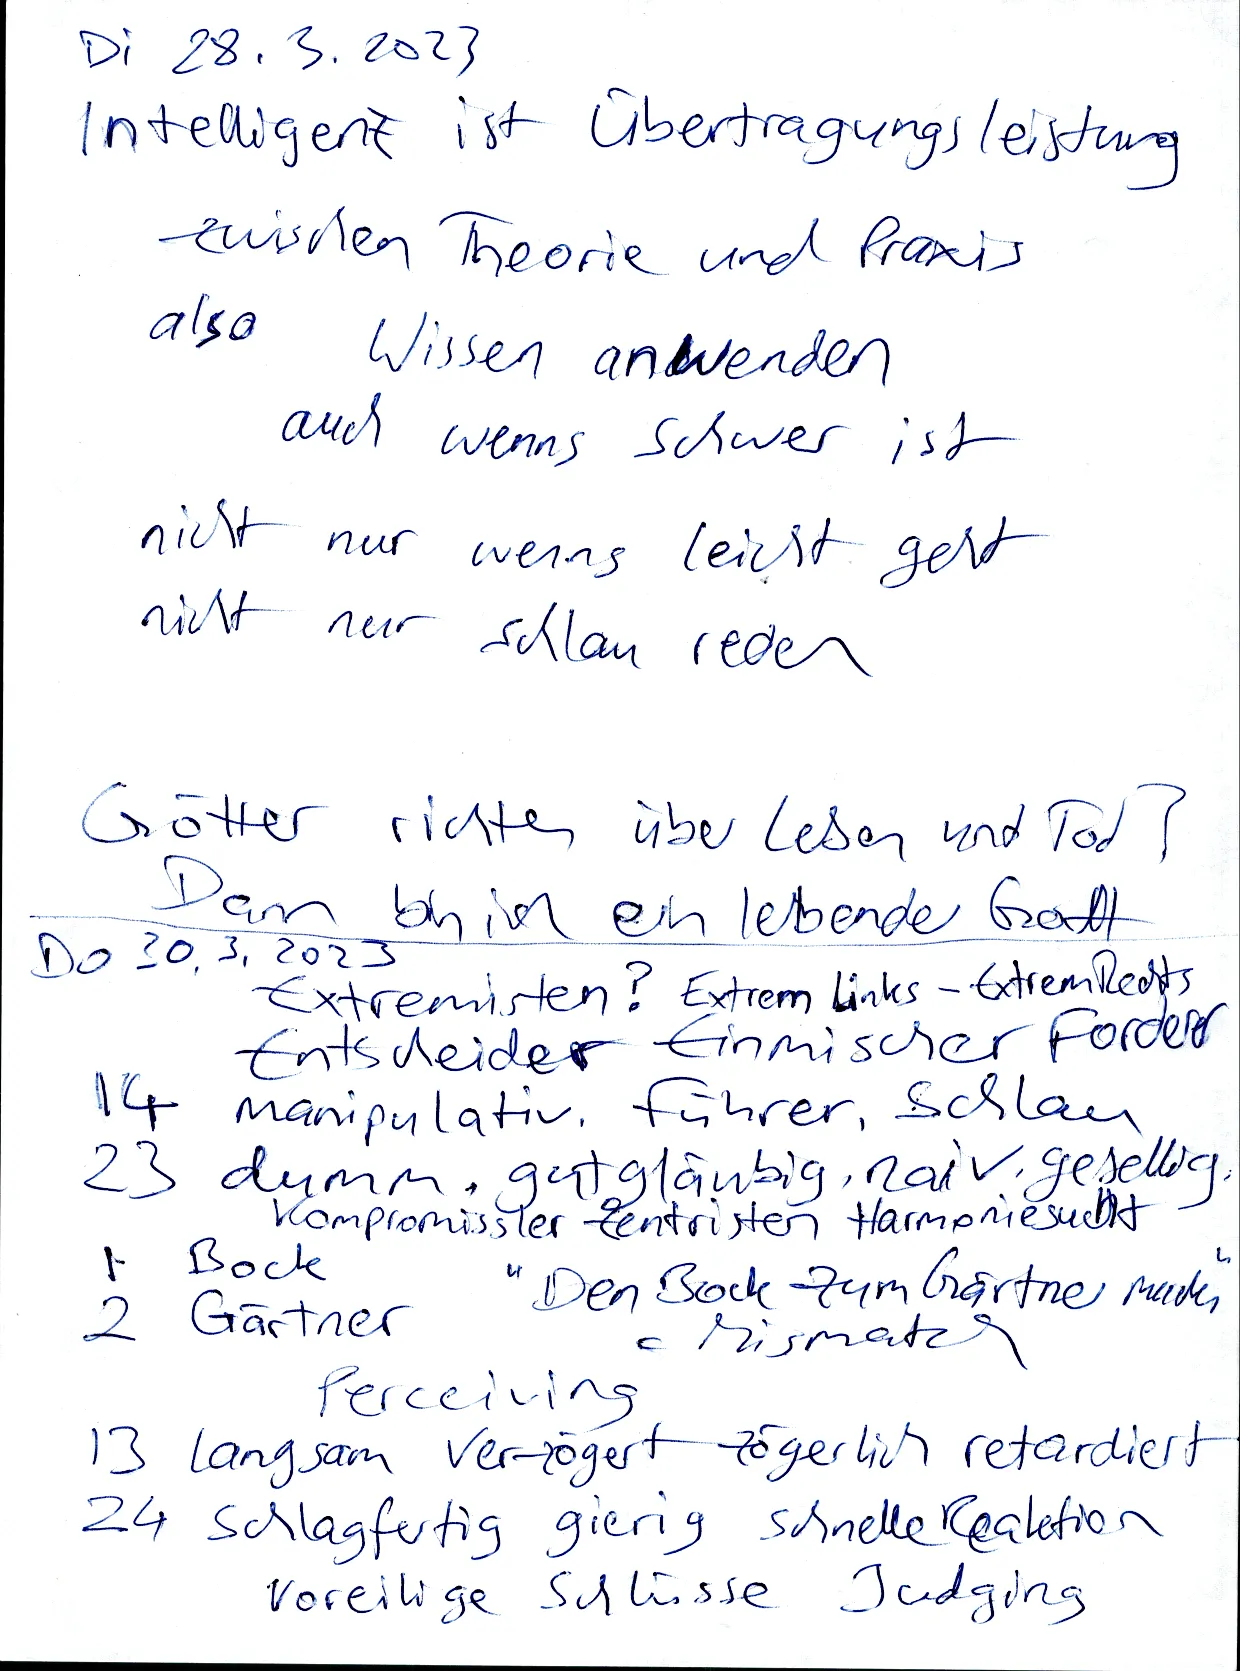 Di 28.3.2023
Intelligenz ist Übertragungsleistung
zwischen Theorie und Praxis
also Wissen anwenden
auch wenns schwer ist
nicht nur wenns leicht geht
nicht nur schlau reden
Götter richten über Leben und Tod?
Dann bin ich ein lebender Gott
Do 30.3.2023
Extremisten? Extrem Links - Extrem Rechts
Entscheider Einmischer Forderer
14 manipulativ. Führer, Schlau
23 dumm, gutgläubig, naiv, gesellig,
Kompromissler Zentristen Harmoniesucht
1 Bock
"Den Bock zum Gärtner machen"
2 Gärtner
= Mismatch
Perceiving
13 langsam verzögert zögerlich retardiert
24 schlagfertig gierig schnelle Reaktion
voreilige Schlüsse Judging